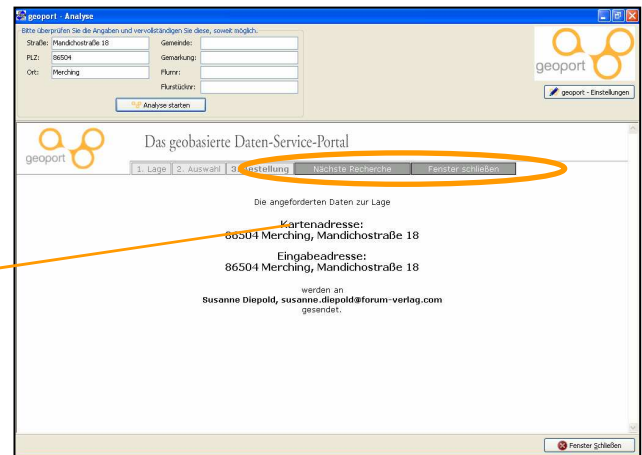 geoport - Analyse
Bitte überprüfen Sie die Angaben und vervollständigen Sie diese, soweit möglich.
Straße: Mandichostraße 18 Gemeinde:
PLZ: 86504 Gemarkung:
Ort: Merching Flurnr:
Flurstücknr:
Analyse starten
geoport
geoport - Einstellungen
geoport
Das geobasierte Daten-Service-Portal
1. Lage 2. Auswahl 3. Bestellung Nächste Recherche Fenster schließen
Die angeforderten Daten zur Lage
Kartenadresse:
86504 Merching, Mandichostraße 18
Eingabeadresse:
86504 Merching, Mandichostraße 18
werden an
Susanne Diepold, susanne.diepold@forum-verlag.com
gesendet.
Fenster Schließen